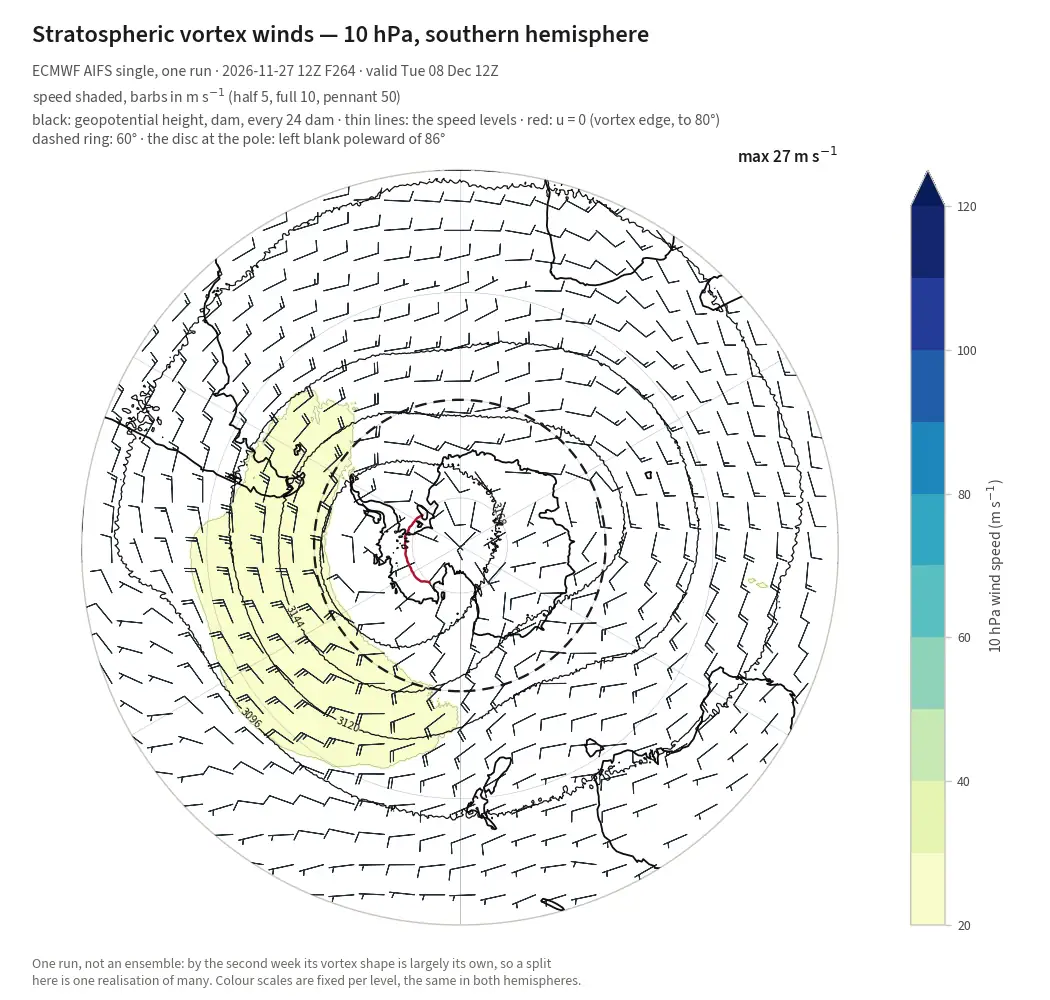 Stratospheric vortex winds — 10 hPa, southern hemisphere
ECMWF AIFS single, one run · 2026-11-27 12Z F264 · valid Tue 08 Dec 12Z
speed shaded, barbs in m s⁻¹ (half 5, full 10, pennant 50)
black: geopotential height, dam, every 24 dam · thin lines: the speed levels · red: u = 0 (vortex edge, to 80°)
dashed ring: 60° · the disc at the pole: left blank poleward of 86°
max 27 m s⁻¹
120
100
80
60
40
20
10 hPa wind speed (m s⁻¹)
3144
3120
3096
One run, not an ensemble: by the second week its vortex shape is largely its own, so a split
here is one realisation of many. Colour scales are fixed per level, the same in both hemispheres.